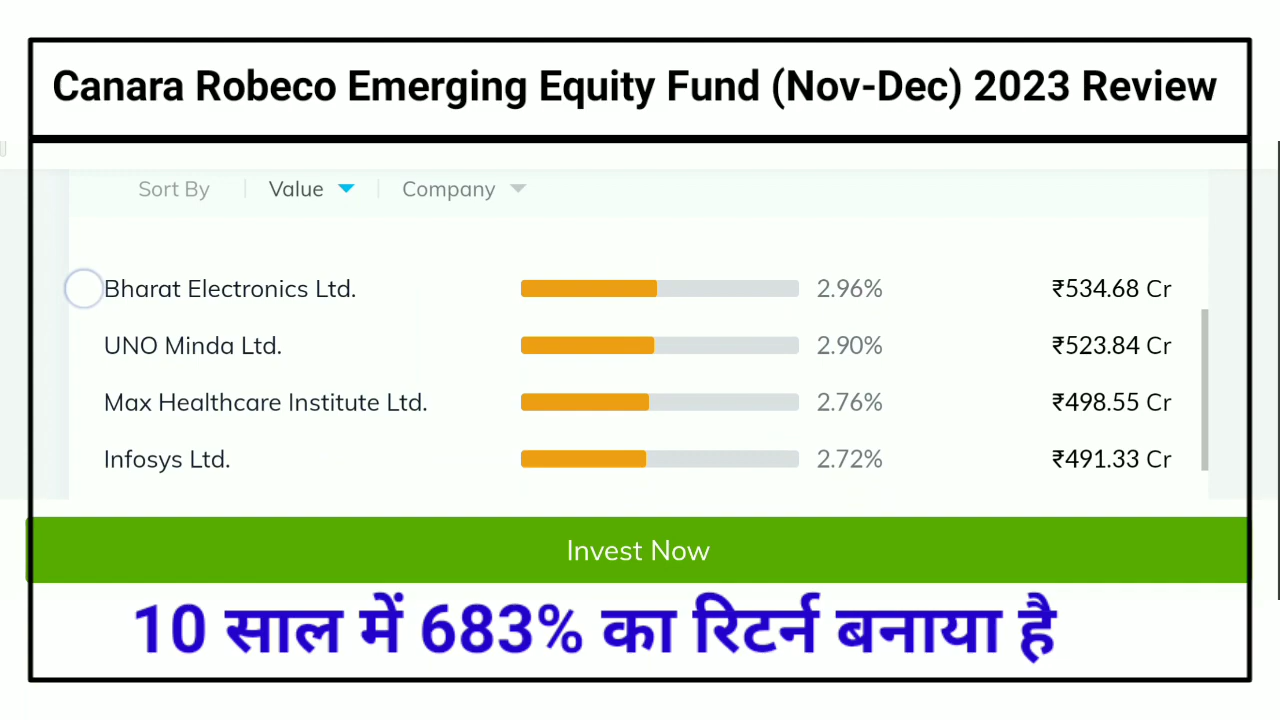 Canara Robeco Emerging Equity Fund (Nov-Dec) 2023 Review
Sort By Value Company
Bharat Electronics Ltd. 2.96% ₹534.68 Cr
UNO Minda Ltd. 2.90% ₹523.84 Cr
Max Healthcare Institute Ltd. 2.76% ₹498.55 Cr
Infosys Ltd. 2.72% ₹491.33 Cr
Invest Now
10 साल में 683% का रिटर्न बनाया है